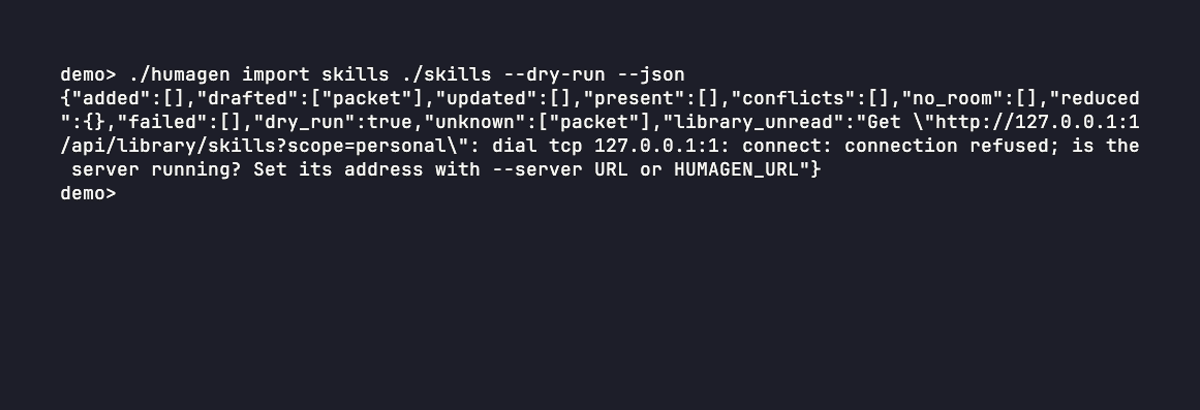 demo> ./humagen import skills ./skills --dry-run --json
{"added":[],"drafted":["packet"],"updated":[],"present":[],"conflicts":[],"no_room":[],"reduced
":{},"failed":[],"dry_run":true,"unknown":["packet"],"library_unread":"Get \"http://127.0.0.1:1
/api/library/skills?scope=personal\": dial tcp 127.0.0.1:1: connect: connection refused; is the
 server running? Set its address with --server URL or HUMAGEN_URL"}
demo>